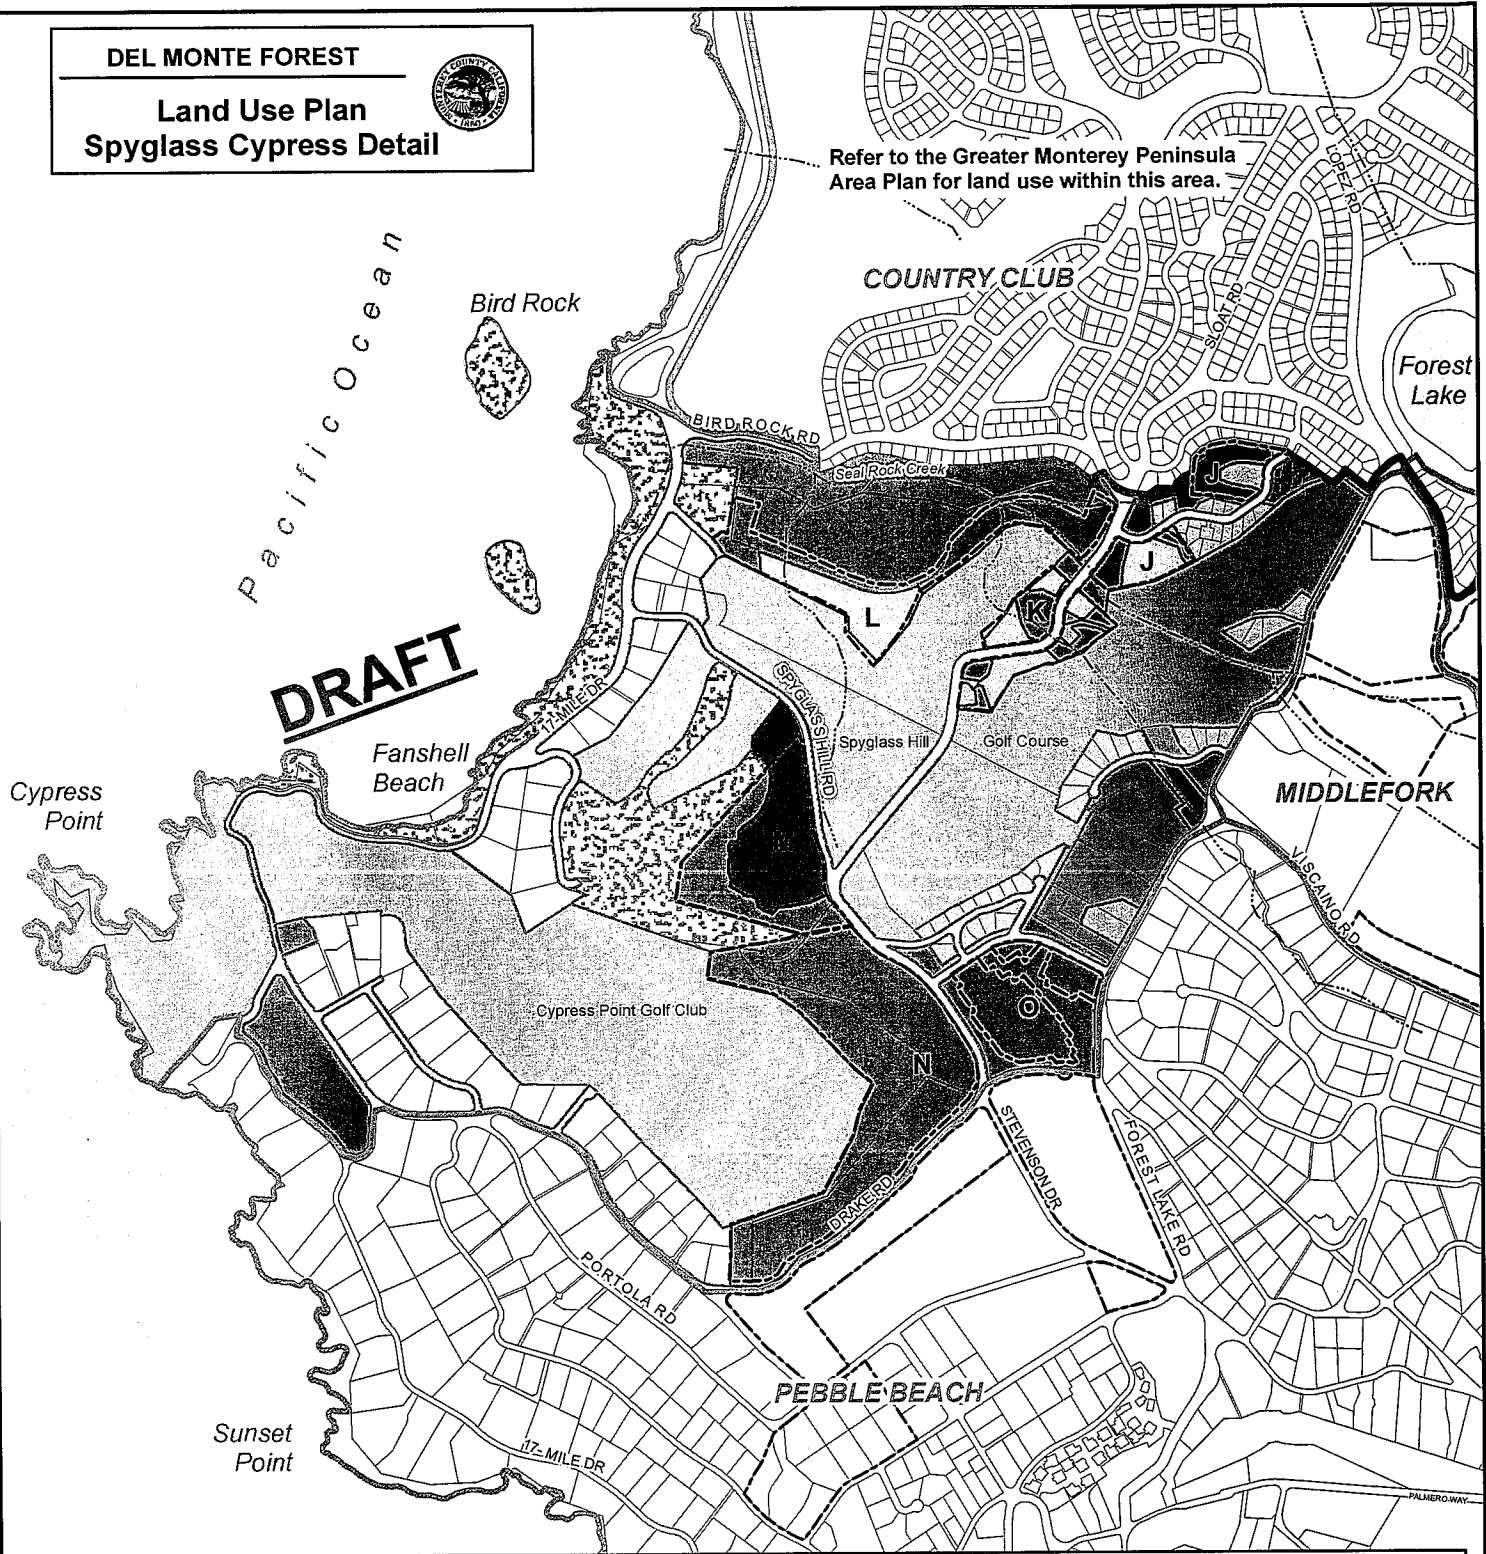 DEL MONTE FOREST
Land Use Plan
Spyglass Cypress Detail
MONTEREY COUNTY CALIFORNIA
1850
Refer to the Greater Monterey Peninsula
Area Plan for land use within this area.
LOPEZ RD
Pacific Ocean
Bird Rock
COUNTRY CLUB
SLOAT RD
Forest
Lake
BIRD ROCK RD
Seal Rock Creek
J
J
K
L
DRAFT
17-MILE DR
SPYGLASS HILL RD
Spyglass Hill
Golf Course
Fanshell
Beach
Cypress
Point
MIDDLEFORK
VISCAINO RD
Cypress Point Golf Club
O
N
STEVENSON DR
FOREST LAKE RD
DRAKE RD
PORTOLA RD
PEBBLE BEACH
Sunset
Point
17-MILE DR
PALMERO WAY